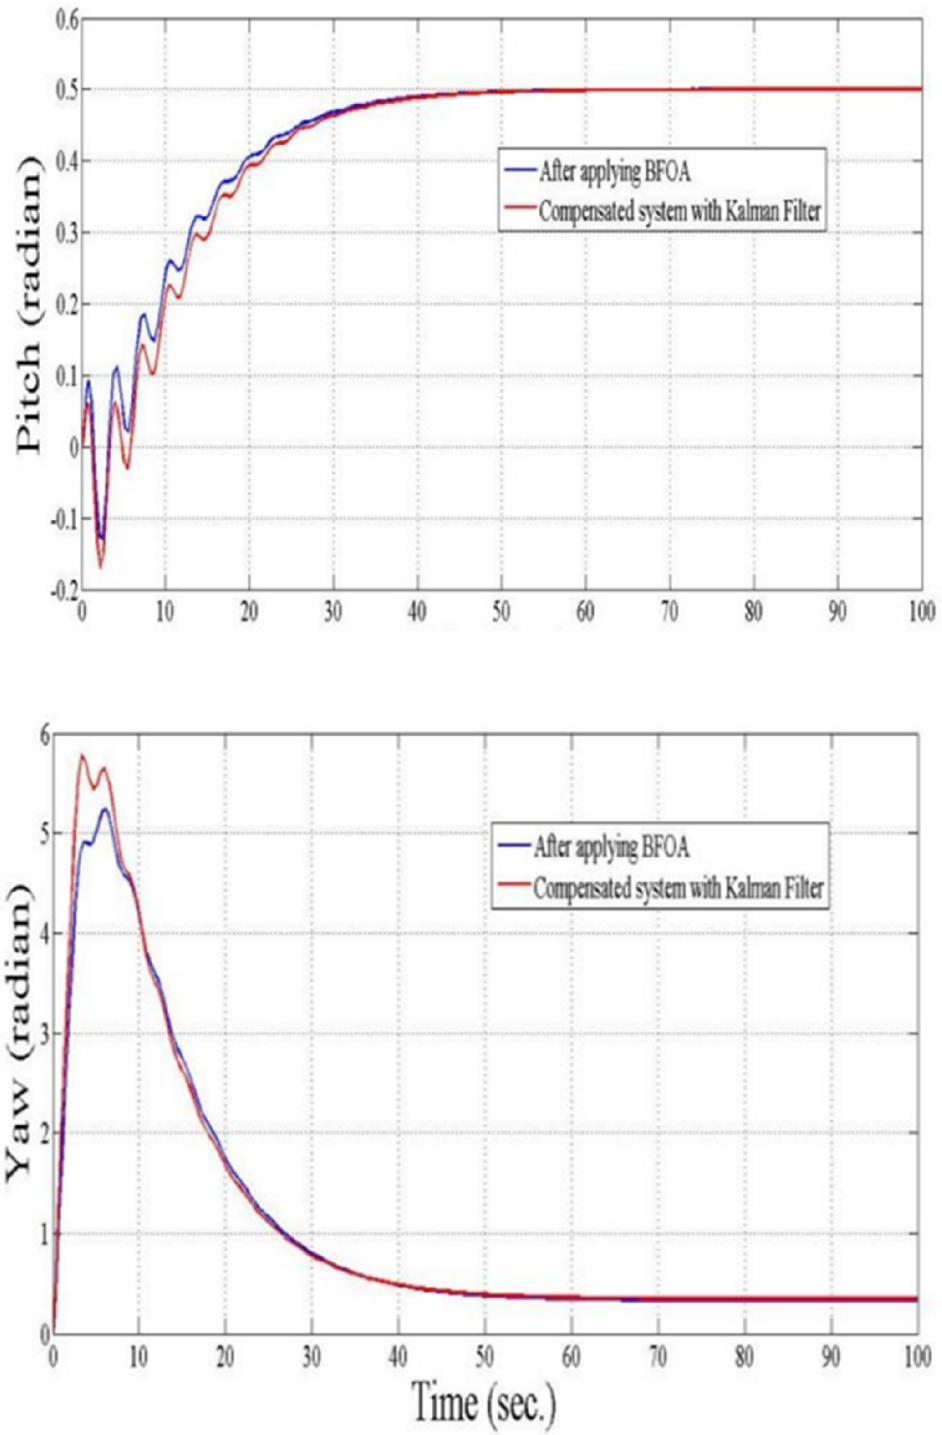 0.6
0.5
0.4
0.3
0.2
0.1
0
-0.1
-0.2
Pitch (radian)
After applying BFOA
Compensated system with Kalman Filter
0 10 20 30 40 50 60 70 80 90 100
6
5
4
3
2
1
0
Yaw (radian)
After applying BFOA
Compensated system with Kalman Filter
0 10 20 30 40 50 60 70 80 90 100
Time (sec.)